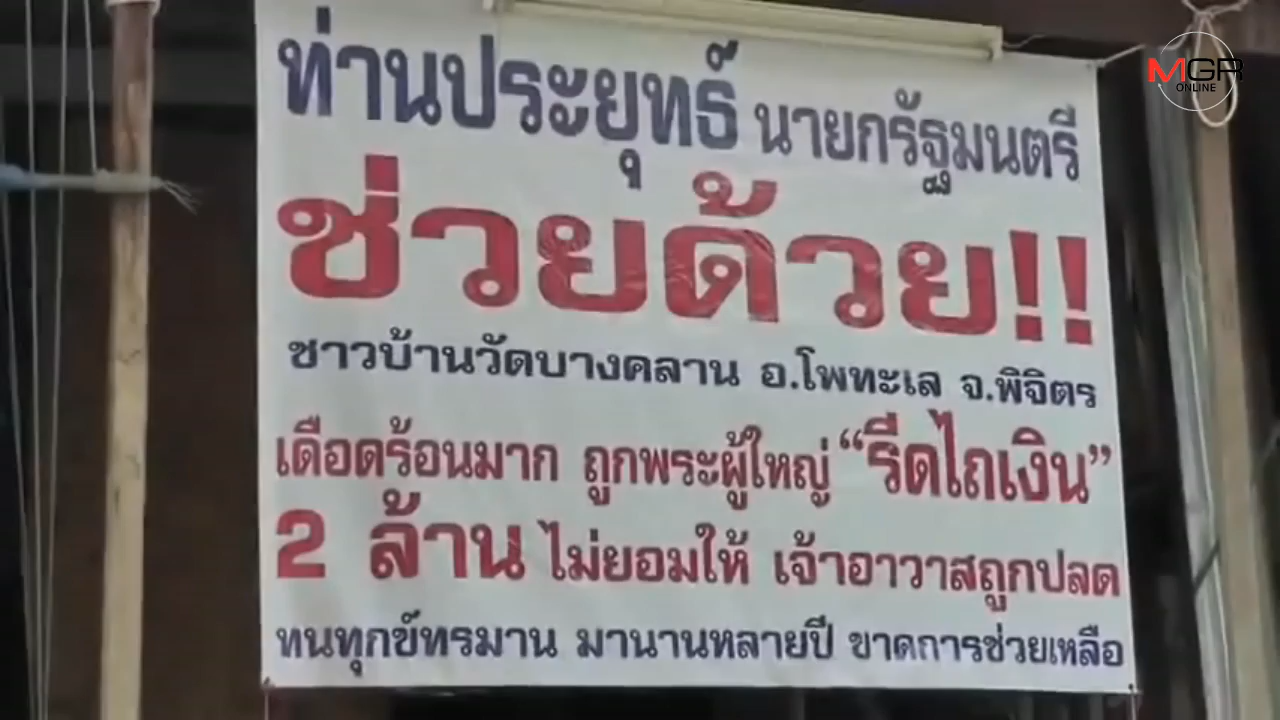 MGR
ONLINE
ท่านประยุทธ์ นายกรัฐมนตรี
ช่วยด้วย!!
ชาวบ้านวัดบางคลาน อ.โพทะเล จ.พิจิตร
เดือดร้อนมาก ถูกพระผู้ใหญ่ “รีดไถเงิน”
2 ล้าน ไม่ยอมให้ เจ้าอาวาสถูกปลด
ทนทุกข์ทรมาน มานานหลายปี ขาดการช่วยเหลือ